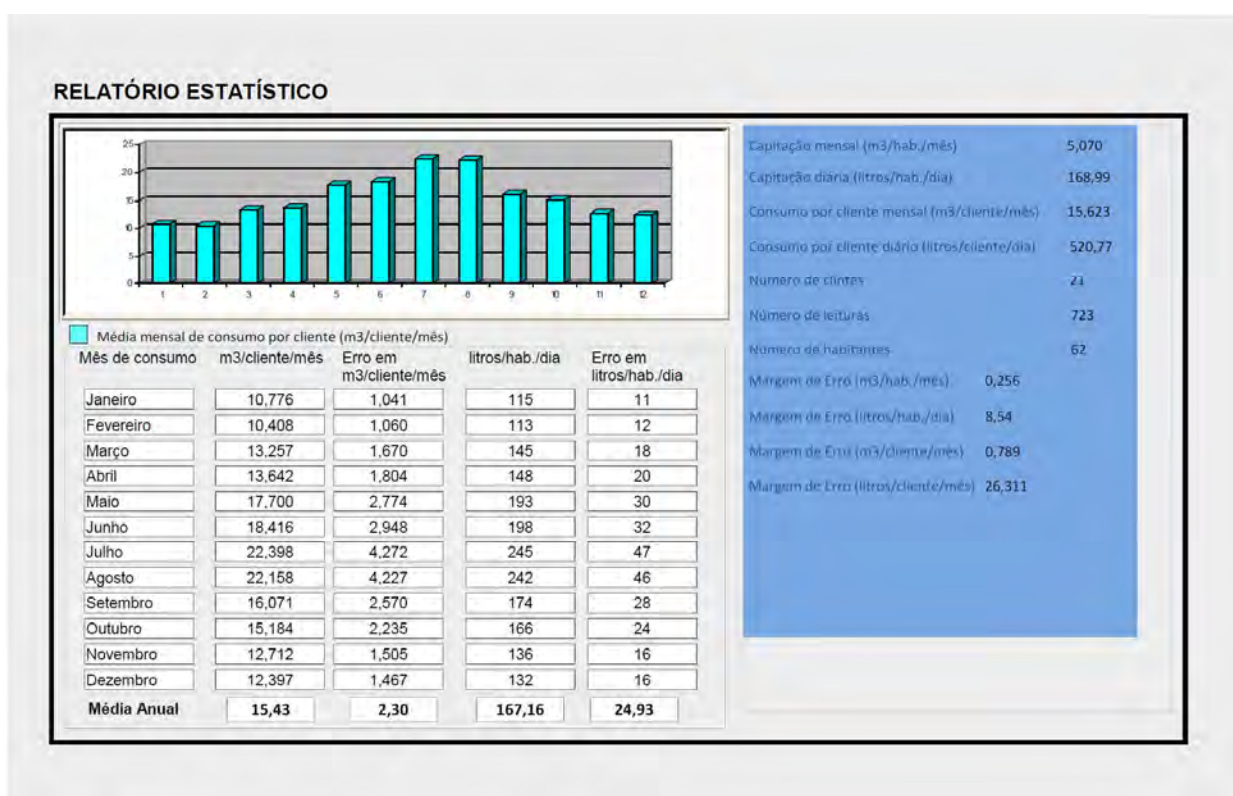 RELATÓRIO ESTATÍSTICO
25
20
15
10
5
0
1 2 3 4 5 6 7 8 9 10 11 12
Média mensal de consumo por cliente (m3/cliente/mês)
Mês de consumo m3/cliente/mês Erro em m3/cliente/mês litros/hab./dia Erro em litros/hab./dia
Janeiro 10,776 1,041 115 11
Fevereiro 10,408 1,060 113 12
Março 13,257 1,670 145 18
Abril 13,642 1,804 148 20
Maio 17,700 2,774 193 30
Junho 18,416 2,948 198 32
Julho 22,398 4,272 245 47
Agosto 22,158 4,227 242 46
Setembro 16,071 2,570 174 28
Outubro 15,184 2,235 166 24
Novembro 12,712 1,505 136 16
Dezembro 12,397 1,467 132 16
Média Anual 15,43 2,30 167,16 24,93
Capitação mensal (m3/hab./mês) 5,070
Capitação diária (litros/hab./dia) 168,99
Consumo por cliente mensal (m3/cliente/mês) 15,623
Consumo por cliente diário (litros/cliente/dia) 520,77
Número de clintes 21
Número de leituras 723
Número de habitantes 62
Margem de Erro (m3/hab./mês) 0,256
Margem de Erro (litros/hab./dia) 8,54
Margem de Erro (m3/cliente/mês) 0,789
Margem de Erro (litros/cliente/mês) 26,311